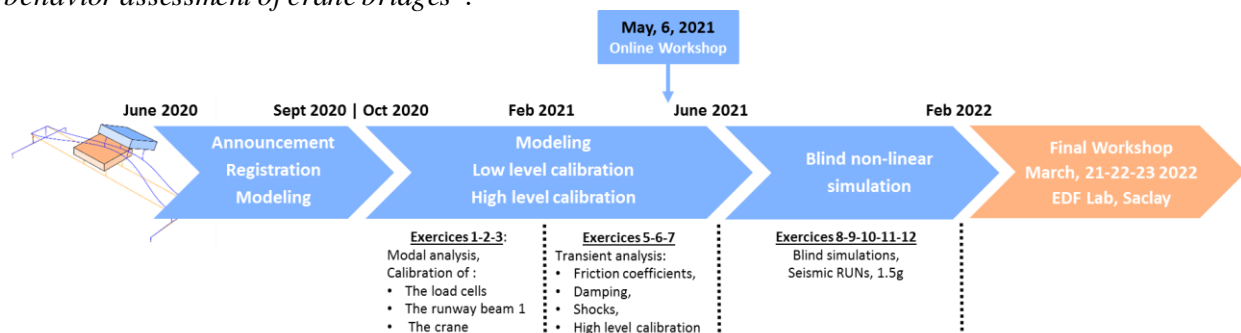 behavior assessment of crane bridges".
May, 6, 2021
Online Workshop
June 2020
Sept 2020 | Oct 2020
Feb 2021
June 2021
Feb 2022
Announcement
Registration
Modeling
Modeling
Low level calibration
High level calibration
Blind non-linear
simulation
Final Workshop
March, 21-22-23 2022
EDF Lab, Saclay
Exercices 1-2-3:
Modal analysis,
Calibration of :
• The load cells
• The runway beam 1
• The crane
Exercices 5-6-7
Transient analysis:
• Friction coefficients,
• Damping,
• Shocks,
• High level calibration
Exercices 8-9-10-11-12
Blind simulations,
Seismic RUNs, 1.5g